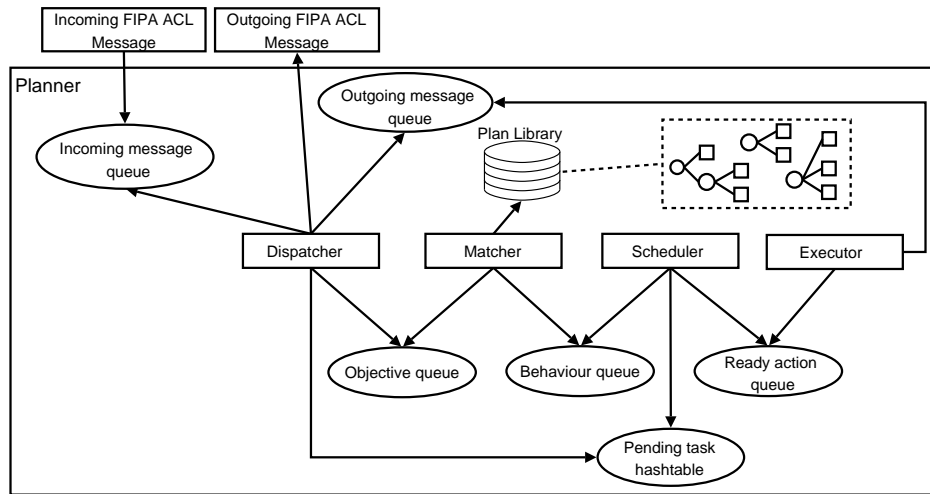 Incoming FIPA ACL
Message
Outgoing FIPA ACL
Message
Planner
Outgoing message
queue
Plan Library
Incoming message
queue
Dispatcher
Matcher
Scheduler
Executor
Objective queue
Behaviour queue
Ready action
queue
Pending task
hashtable